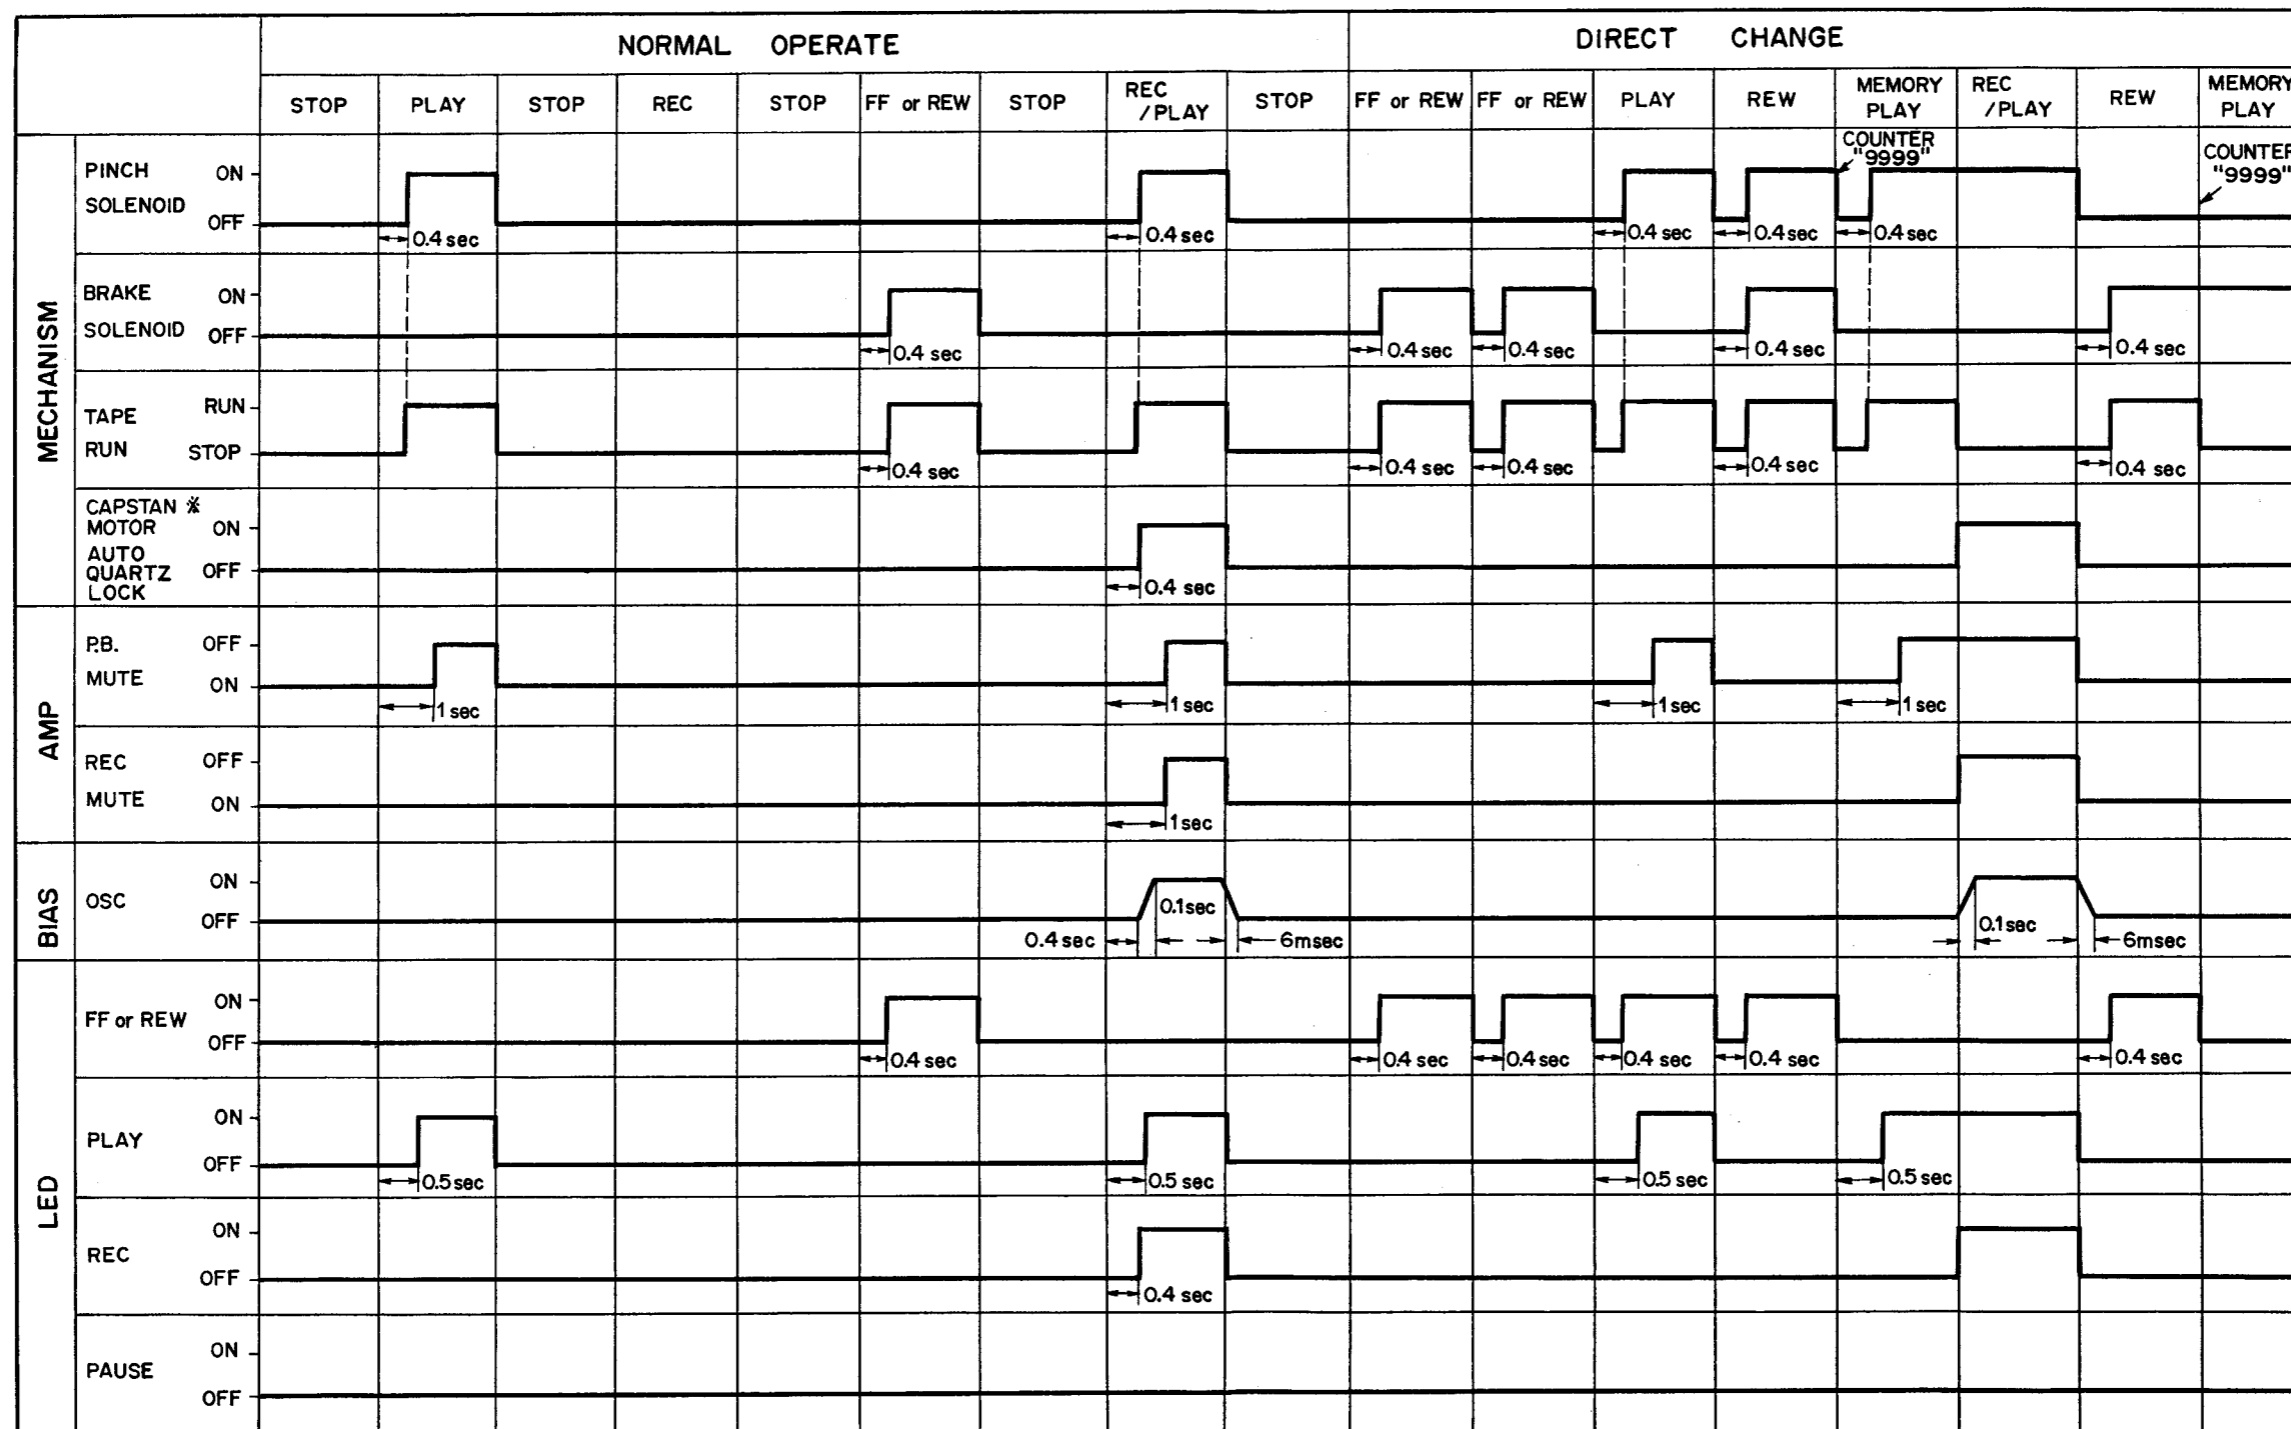 NORMAL OPERATE
DIRECT CHANGE
STOP
PLAY
STOP
REC
STOP
FF or REW
STOP
REC
/PLAY
STOP
FF or REW
FF or REW
PLAY
REW
MEMORY
PLAY
REC
/PLAY
REW
MEMORY
PLAY
MECHANISM
PINCH
SOLENOID
ON
OFF
0.4 sec
0.4 sec
0.4 sec
0.4 sec
COUNTER
"9999"
0.4 sec
COUNTER
"9999"
BRAKE
SOLENOID
ON
OFF
0.4 sec
0.4 sec
0.4 sec
0.4 sec
0.4 sec
TAPE
RUN
RUN
STOP
0.4 sec
0.4 sec
0.4 sec
0.4 sec
0.4 sec
CAPSTAN ※
MOTOR
AUTO
QUARTZ
LOCK
ON
OFF
0.4 sec
AMP
P.B.
MUTE
OFF
ON
1 sec
1 sec
1 sec
1 sec
REC
MUTE
OFF
ON
1 sec
BIAS
OSC
ON
OFF
0.4 sec
0.1 sec
6msec
0.1 sec
6msec
LED
FF or REW
ON
OFF
0.4 sec
0.4 sec
0.4 sec
0.4 sec
0.4 sec
0.4 sec
PLAY
ON
OFF
0.5 sec
0.5 sec
0.5 sec
0.5 sec
REC
ON
OFF
0.4 sec
PAUSE
ON
OFF